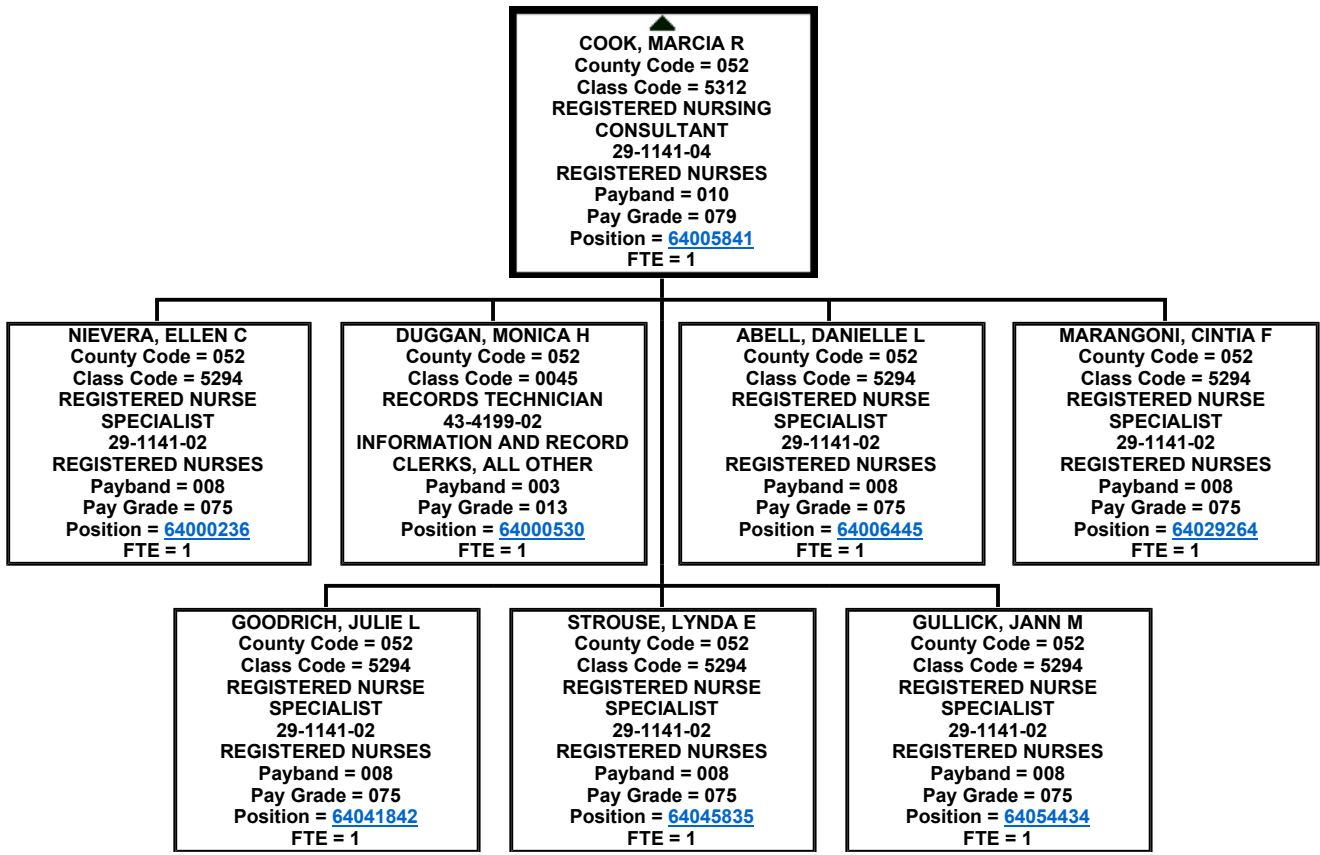 COOK, MARCIA R
County Code = 052
Class Code = 5312
REGISTERED NURSING
CONSULTANT
29-1141-04
REGISTERED NURSES
Payband = 010
Pay Grade = 079
Position = 64005841
FTE = 1
NIEVERA, ELLEN C
County Code = 052
Class Code = 5294
REGISTERED NURSE
SPECIALIST
29-1141-02
REGISTERED NURSES
Payband = 008
Pay Grade = 075
Position = 64000236
FTE = 1
DUGGAN, MONICA H
County Code = 052
Class Code = 0045
RECORDS TECHNICIAN
43-4199-02
INFORMATION AND RECORD
CLERKS, ALL OTHER
Payband = 003
Pay Grade = 013
Position = 64000530
FTE = 1
ABELL, DANIELLE L
County Code = 052
Class Code = 5294
REGISTERED NURSE
SPECIALIST
29-1141-02
REGISTERED NURSES
Payband = 008
Pay Grade = 075
Position = 64006445
FTE = 1
MARANGONI, CINTIA F
County Code = 052
Class Code = 5294
REGISTERED NURSE
SPECIALIST
29-1141-02
REGISTERED NURSES
Payband = 008
Pay Grade = 075
Position = 64029264
FTE = 1
GOODRICH, JULIE L
County Code = 052
Class Code = 5294
REGISTERED NURSE
SPECIALIST
29-1141-02
REGISTERED NURSES
Payband = 008
Pay Grade = 075
Position = 64041842
FTE = 1
STROUSE, LYNDA E
County Code = 052
Class Code = 5294
REGISTERED NURSE
SPECIALIST
29-1141-02
REGISTERED NURSES
Payband = 008
Pay Grade = 075
Position = 64045835
FTE = 1
GULLICK, JANN M
County Code = 052
Class Code = 5294
REGISTERED NURSE
SPECIALIST
29-1141-02
REGISTERED NURSES
Payband = 008
Pay Grade = 075
Position = 64054434
FTE = 1